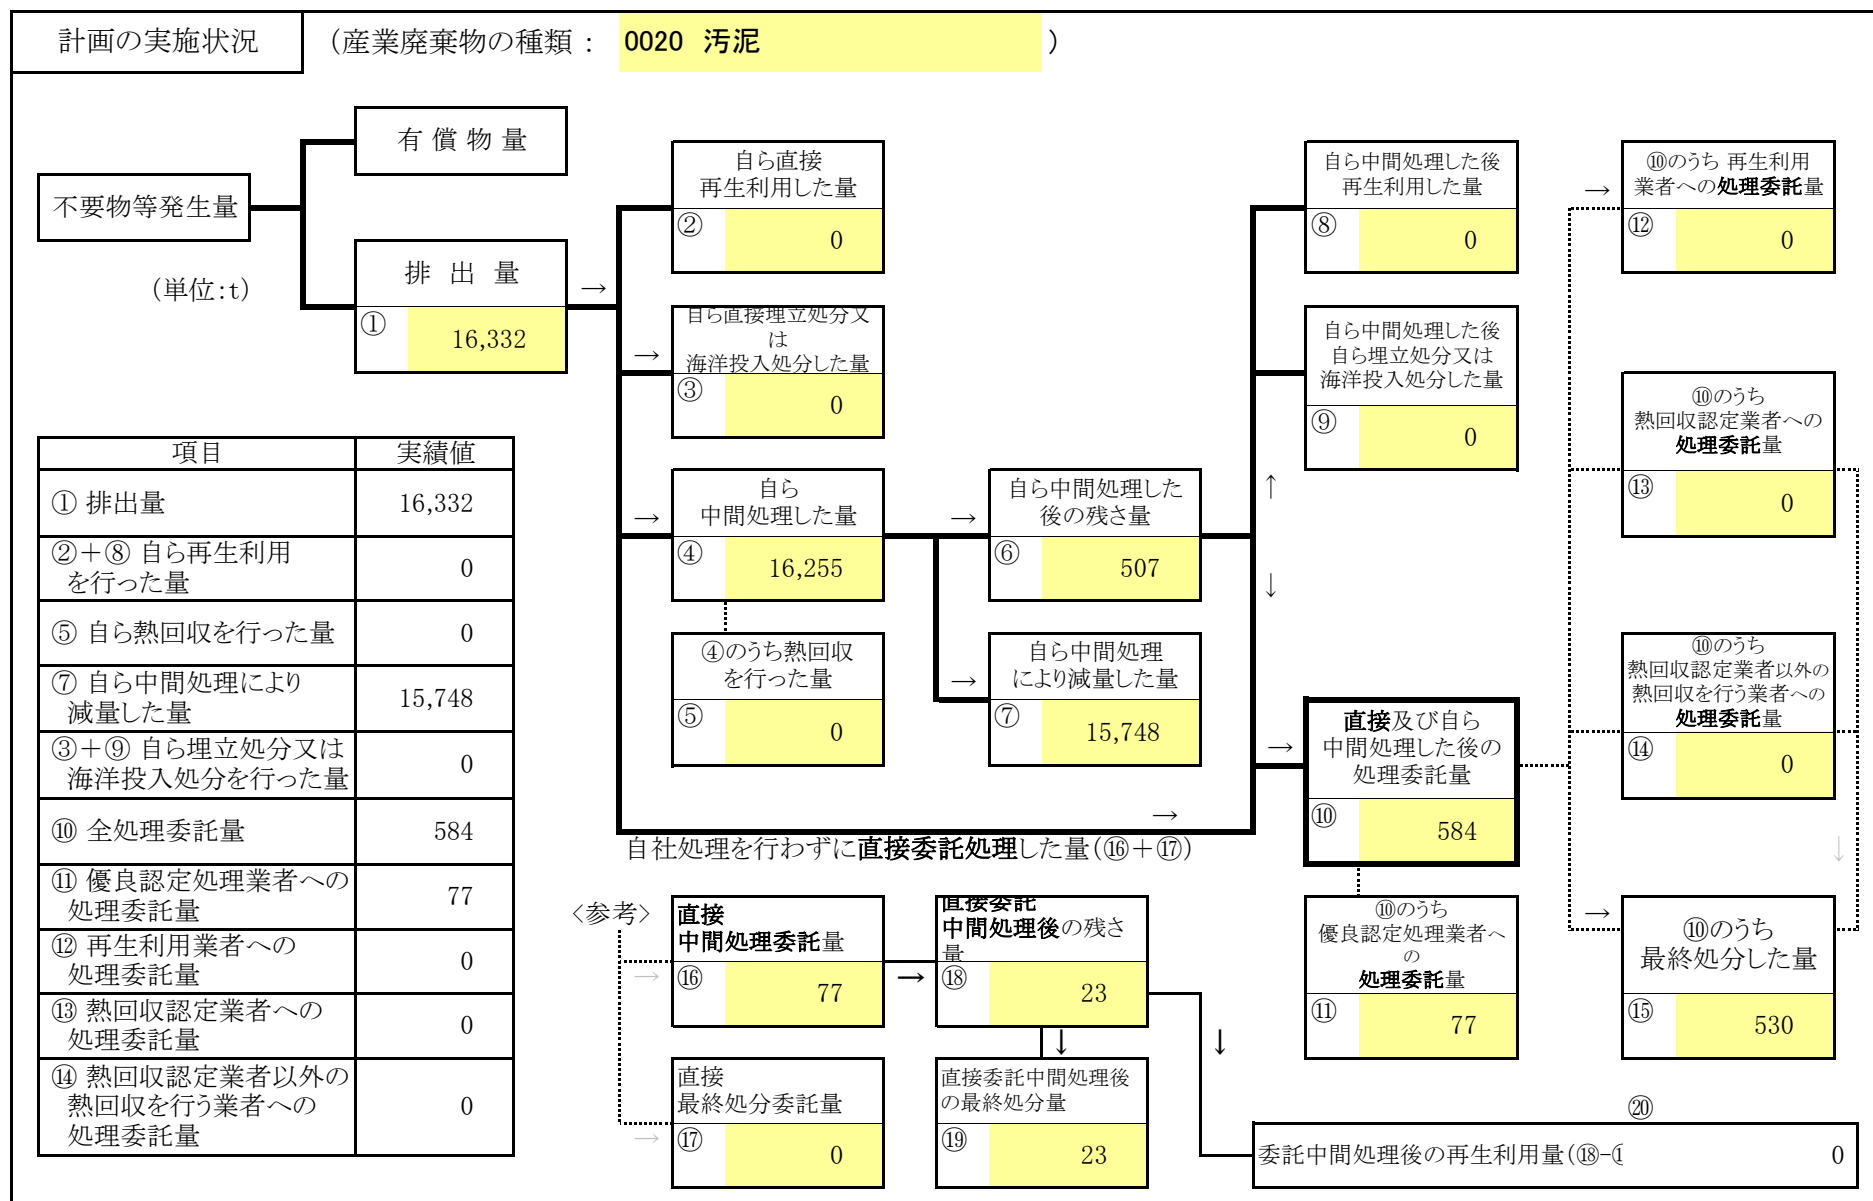 計画の実施状況
（産業廃棄物の種類： 0020 汚泥 ）
有 償 物 量
不要物等発生量
（単位：t）
排 出 量
①
16,332
→
自ら直接
再生利用した量
②
0
→
自ら直接埋立処分又
は
海洋投入処分した量
③
0
→
自ら
中間処理した量
④
16,255
④のうち熱回収
を行った量
⑤
0
→
自ら中間処理した
後の残さ量
⑥
507
→
自ら中間処理
により減量した量
⑦
15,748
自ら中間処理した後
再生利用した量
⑧
0
自ら中間処理した後
自ら埋立処分又は
海洋投入処分した量
⑨
0
↑
↓
→
直接及び自ら
中間処理した後の
処理委託量
⑩
584
⑩のうち
優良認定処理業者へ
の
処理委託量
⑪
77
→
⑩のうち 再生利用
業者への処理委託量
⑫
0
⑩のうち
熱回収認定業者への
処理委託量
⑬
0
⑩のうち
熱回収認定業者以外の
熱回収を行う業者への
処理委託量
⑭
0
↓
→
⑩のうち
最終処分した量
⑮
530
→
自社処理を行わずに直接委託処理した量（⑯＋⑰）
〈参考〉
→
直接
中間処理委託量
⑯
77
→
直接委託
中間処理後の残さ
量
⑱
23
→
直接
最終処分委託量
⑰
0
↓
直接委託中間処理後
の最終処分量
⑲
23
↓
⑳
委託中間処理後の再生利用量（⑱−
0
項目 実績値
① 排出量 16,332
②＋⑧ 自ら再生利用
を行った量 0
⑤ 自ら熱回収を行った量 0
⑦ 自ら中間処理により
減量した量 15,748
③＋⑨ 自ら埋立処分又は
海洋投入処分を行った量 0
⑩ 全処理委託量 584
⑪ 優良認定処理業者への
処理委託量 77
⑫ 再生利用業者への
処理委託量 0
⑬ 熱回収認定業者への
処理委託量 0
⑭ 熱回収認定業者以外の
熱回収を行う業者への
処理委託量 0